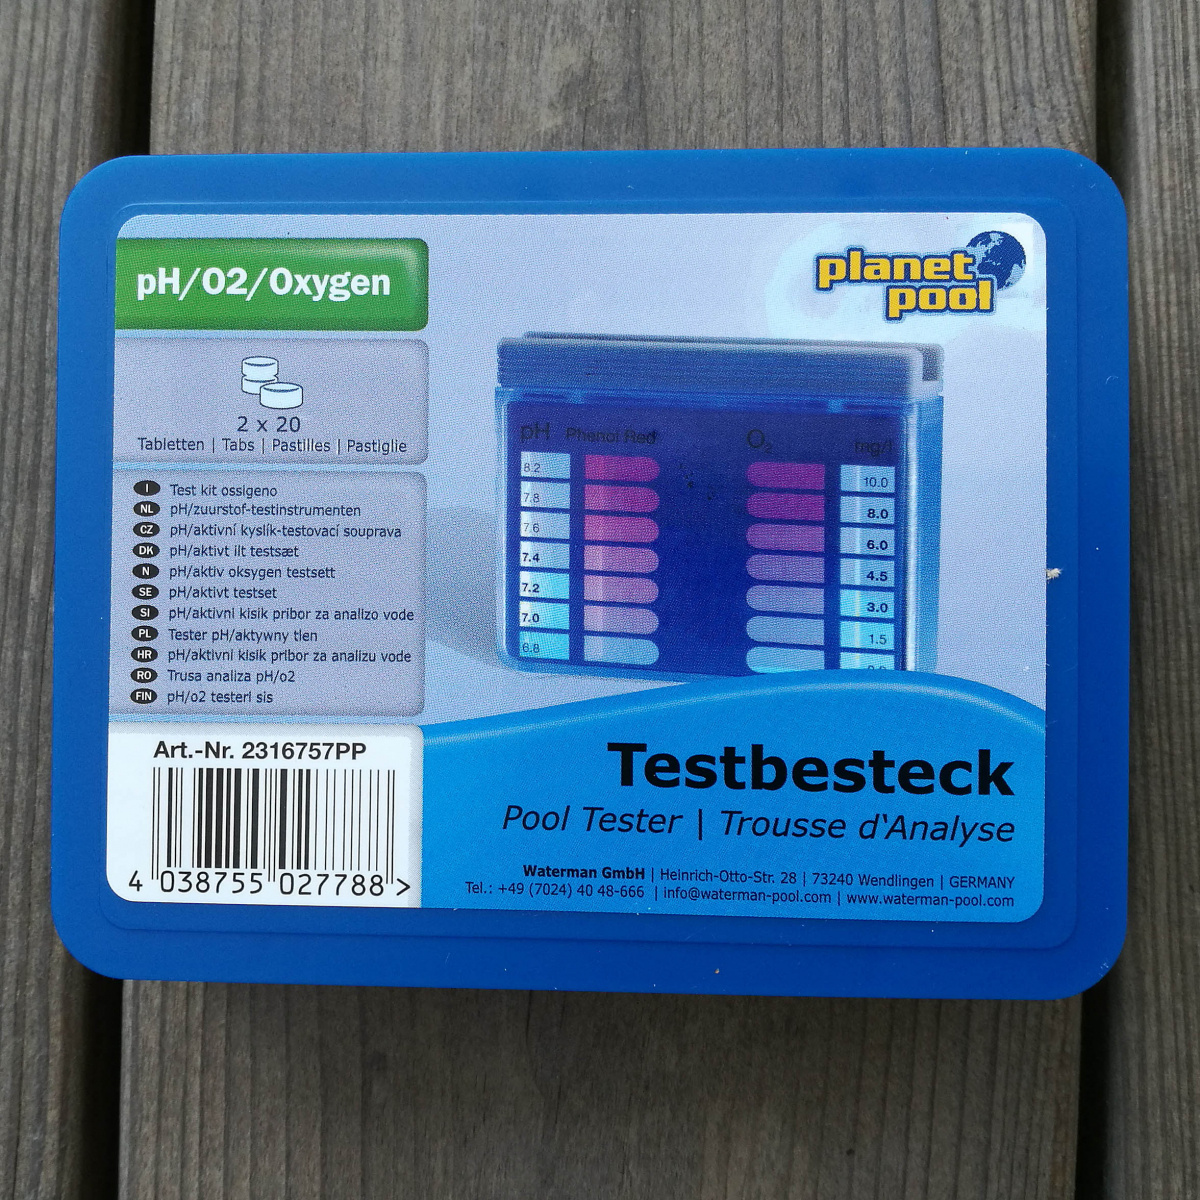 pH/O2/Oxygen
planet
pool
2 x 20
Tabletten | Tabs | Pastilles | Pastiglie
I Test kit ossigeno
NL pH/zuurstof-testinstrumenten
CZ pH/aktivní kyslík-testovací souprava
DK pH/aktivt ilt testsæt
N pH/aktiv oksygen testsett
SE pH/aktivt testset
SI pH/aktivni kisik pribor za analizo vode
PL Tester pH/aktywny tlen
HR pH/aktivni kisik pribor za analizu vode
RO Trusa analiza pH/o2
FIN pH/o2 testeri sis
pH Phenol Red O2 mg/l
8.2 10.0
7.8 8.0
7.6 6.0
7.4 4.5
7.2 3.0
7.0 1.5
6.8
Art.-Nr. 2316757PP
4 038755 027788 >
Testbesteck
Pool Tester | Trousse d'Analyse
Waterman GmbH | Heinrich-Otto-Str. 28 | 73240 Wendlingen | GERMANY
Tel.: +49 (7024) 40 48-666 | info@waterman-pool.com | www.waterman-pool.com